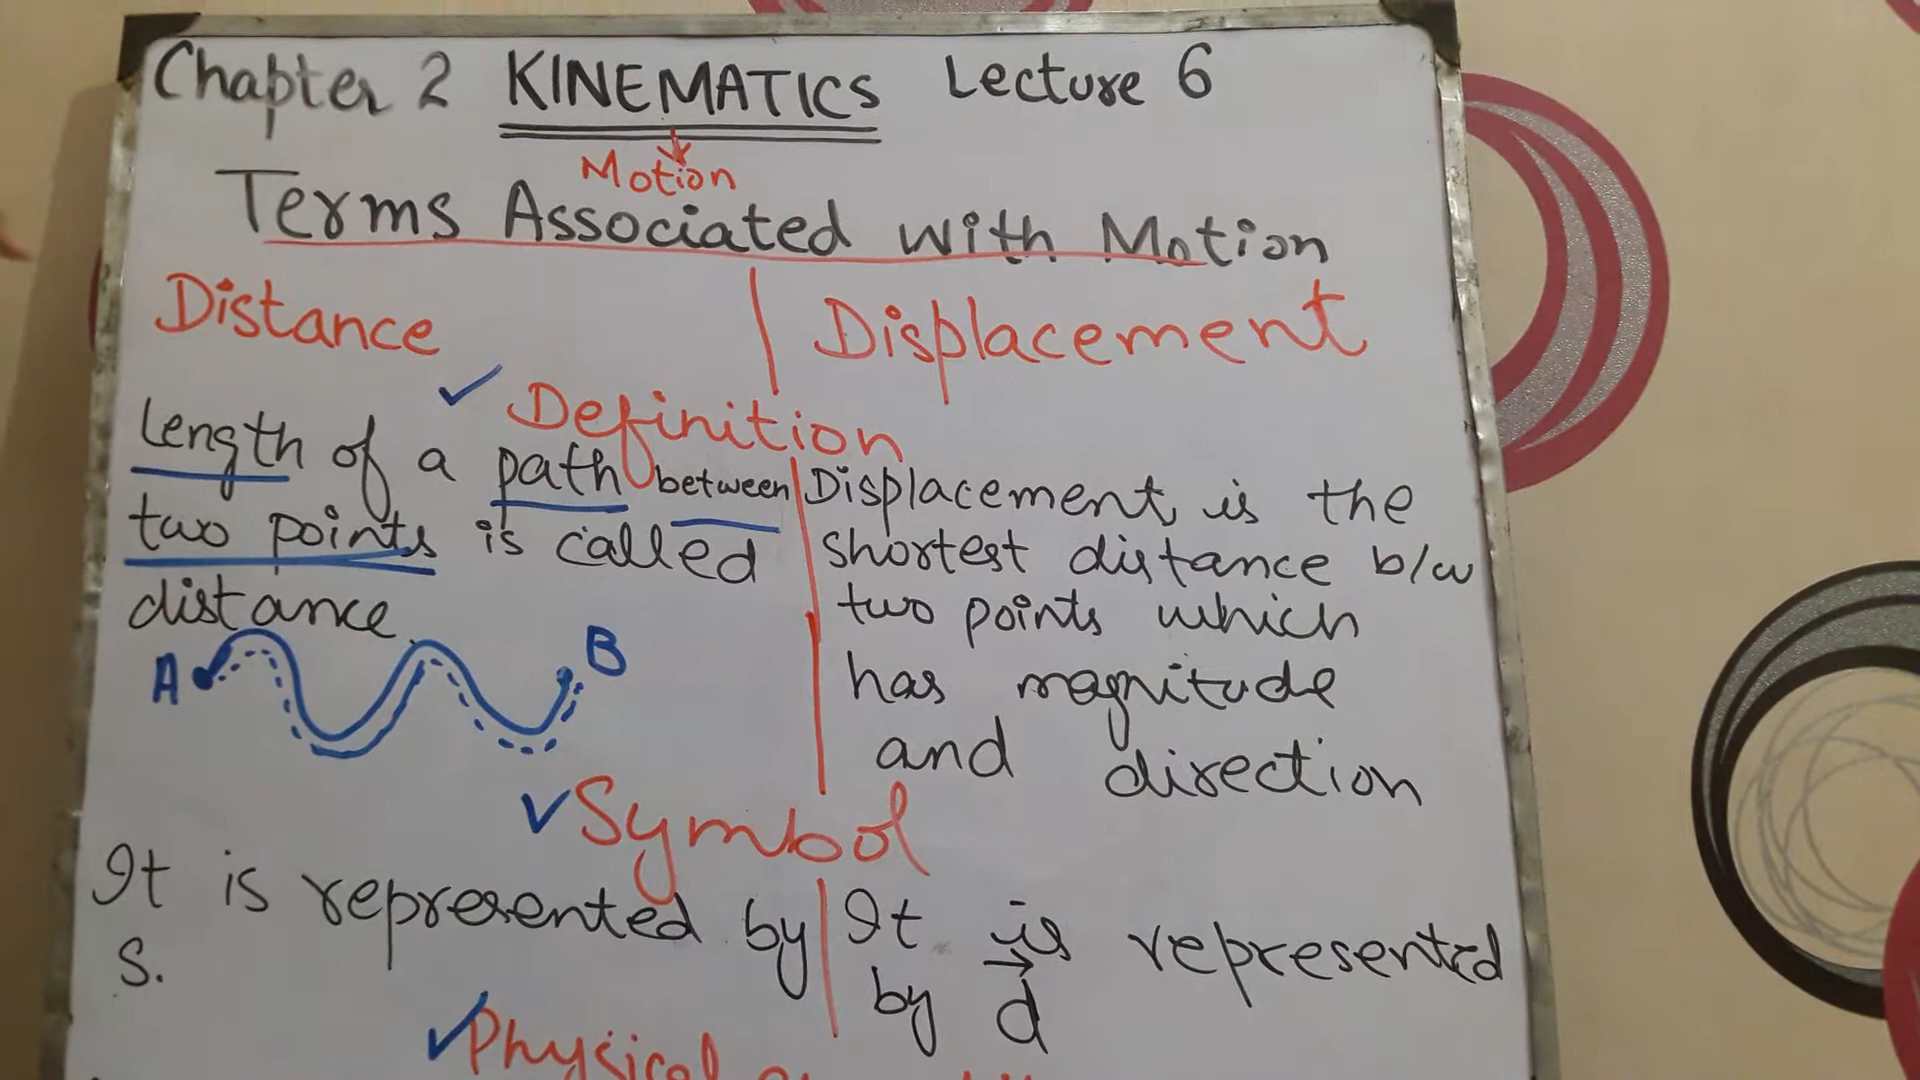 Chapter 2 KINEMATICS Lecture 6
Motion
Terms Associated with Motion
Distance
Displacement
Definition
Length of a path between
two points is called
distance.
A
B
Displacement is the
shortest distance b/w
two points which
has magnitude
and direction
Symbol
It is represented by
S.
It is represented
by d⃗
Physical